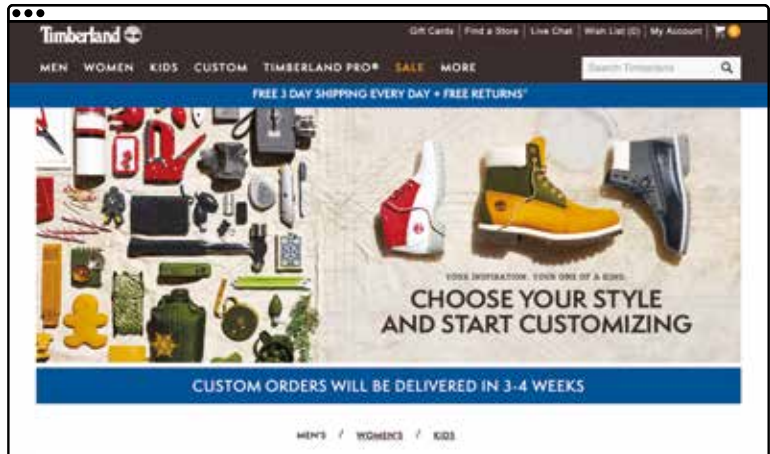 Timberland
Gift Cards | Find a Store | Live Chat | Wish List (0) | My Account | 0
MEN WOMEN KIDS CUSTOM TIMBERLAND PRO® SALE MORE
Search Timberland
FREE 3 DAY SHIPPING EVERY DAY + FREE RETURNS*
YOUR INSPIRATION. YOUR ONE OF A KIND.
CHOOSE YOUR STYLE
AND START CUSTOMIZING
CUSTOM ORDERS WILL BE DELIVERED IN 3-4 WEEKS
MEN'S / WOMEN'S / KIDS